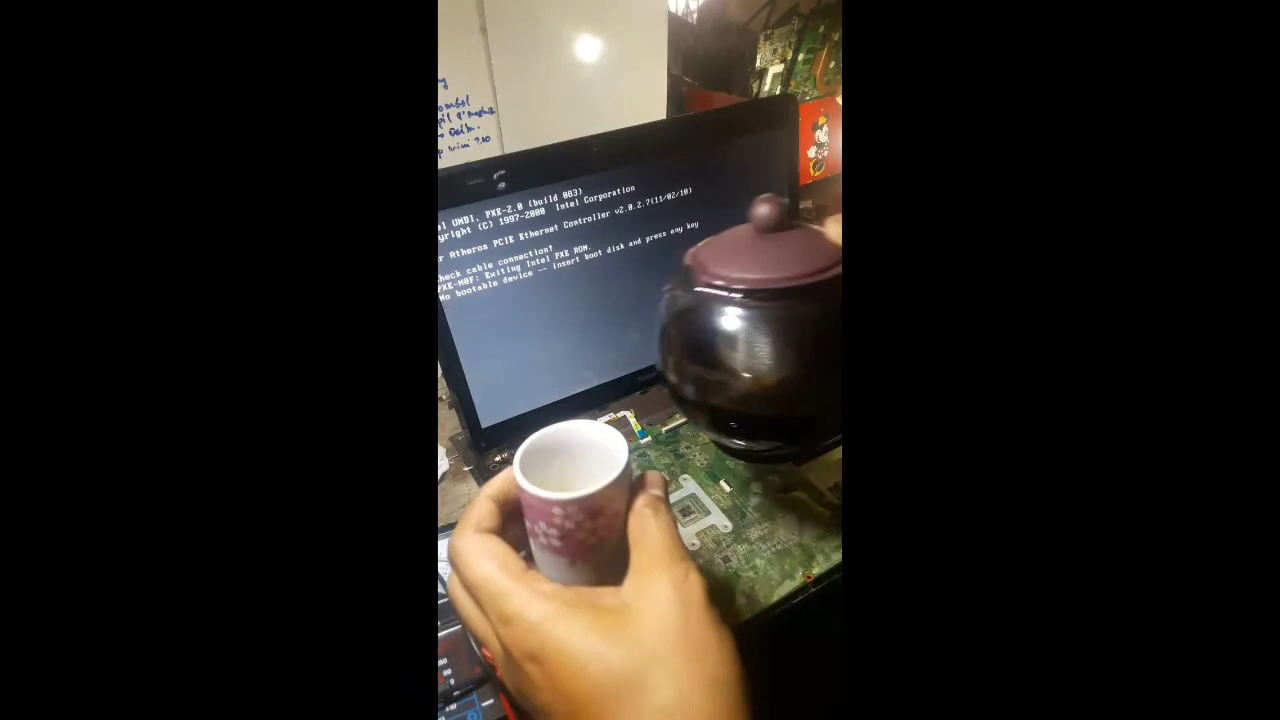 UNDI, PXE-2.0 (build 083)
yright (C) 1997-2000 Intel Corporation
r Atheros PCIE Ethernet Controller v2.0.2.7(11/02/10)
heck cable connection!
PXE-M0F: Exiting Intel PXE ROM.
No bootable device -- insert boot disk and press any key